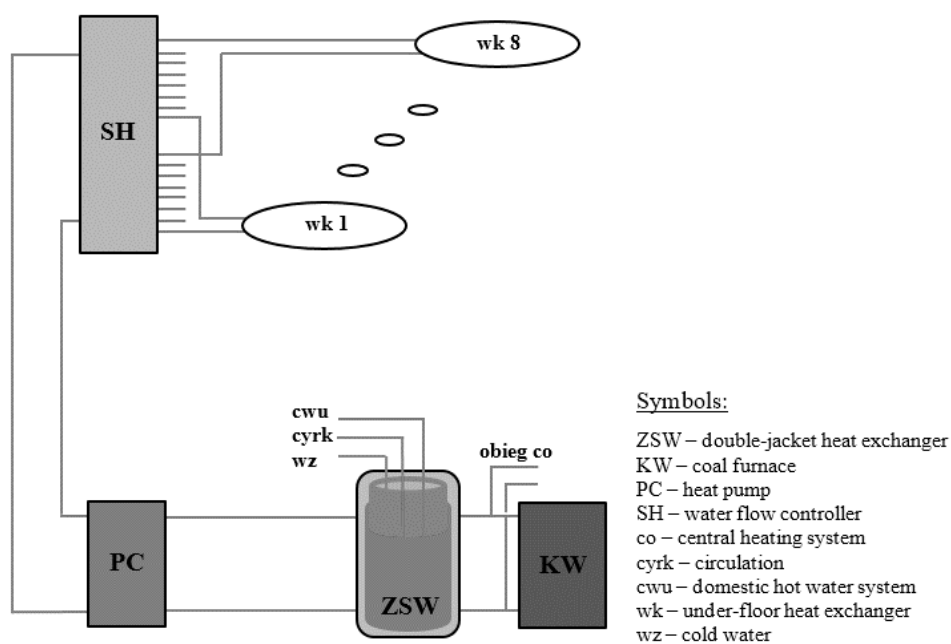 wk 8
SH
wk 1
cwu
cyrk
wz
obieg co
PC
ZSW
KW
Symbols:
ZSW – double-jacket heat exchanger
KW – coal furnace
PC – heat pump
SH – water flow controller
co – central heating system
cyrk – circulation
cwu – domestic hot water system
wk – under-floor heat exchanger
wz – cold water